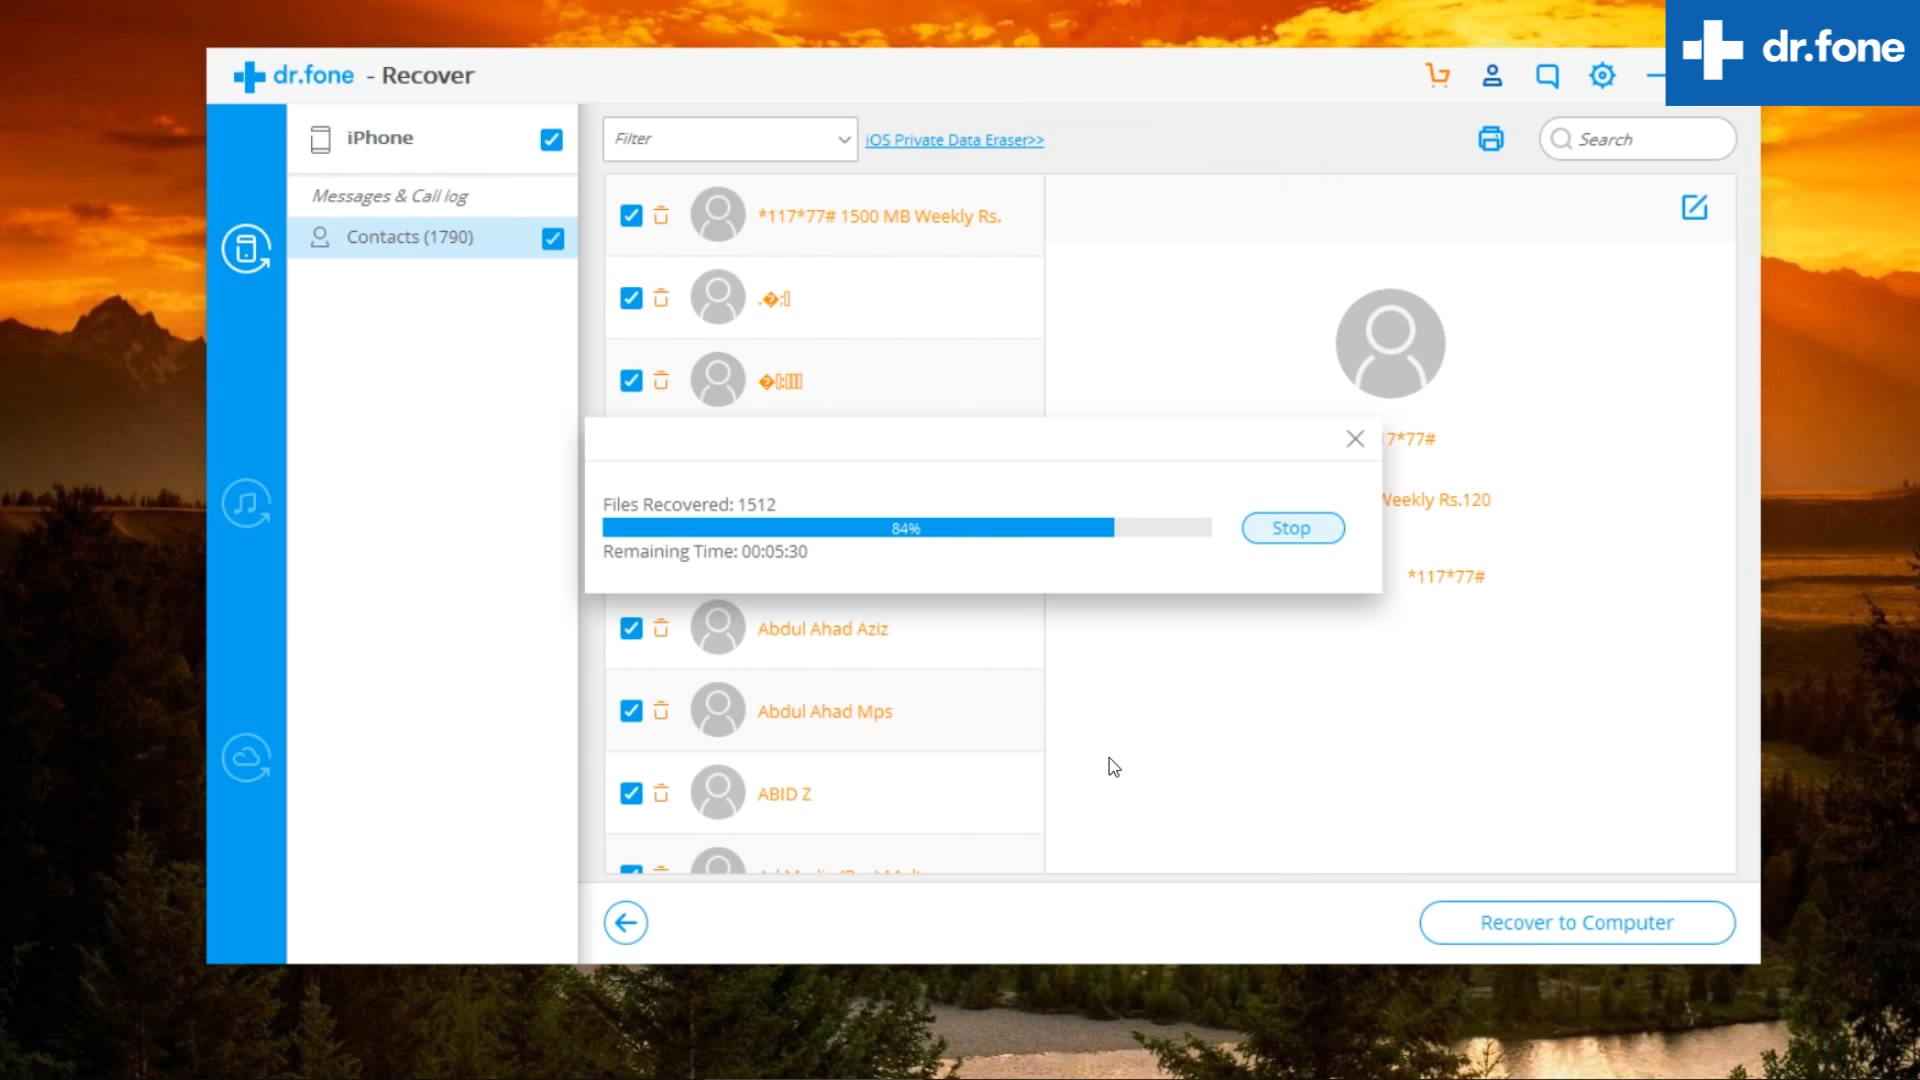 dr.fone
dr.fone - Recover
iPhone
Filter
iOS Private Data Eraser>>
Search
Messages & Call log
Contacts (1790)
*117*77# 1500 MB Weekly Rs.
7*77#
Files Recovered: 1512
84%
Stop
Weekly Rs.120
Remaining Time: 00:05:30
*117*77#
Abdul Ahad Aziz
Abdul Ahad Mps
ABID Z
Recover to Computer